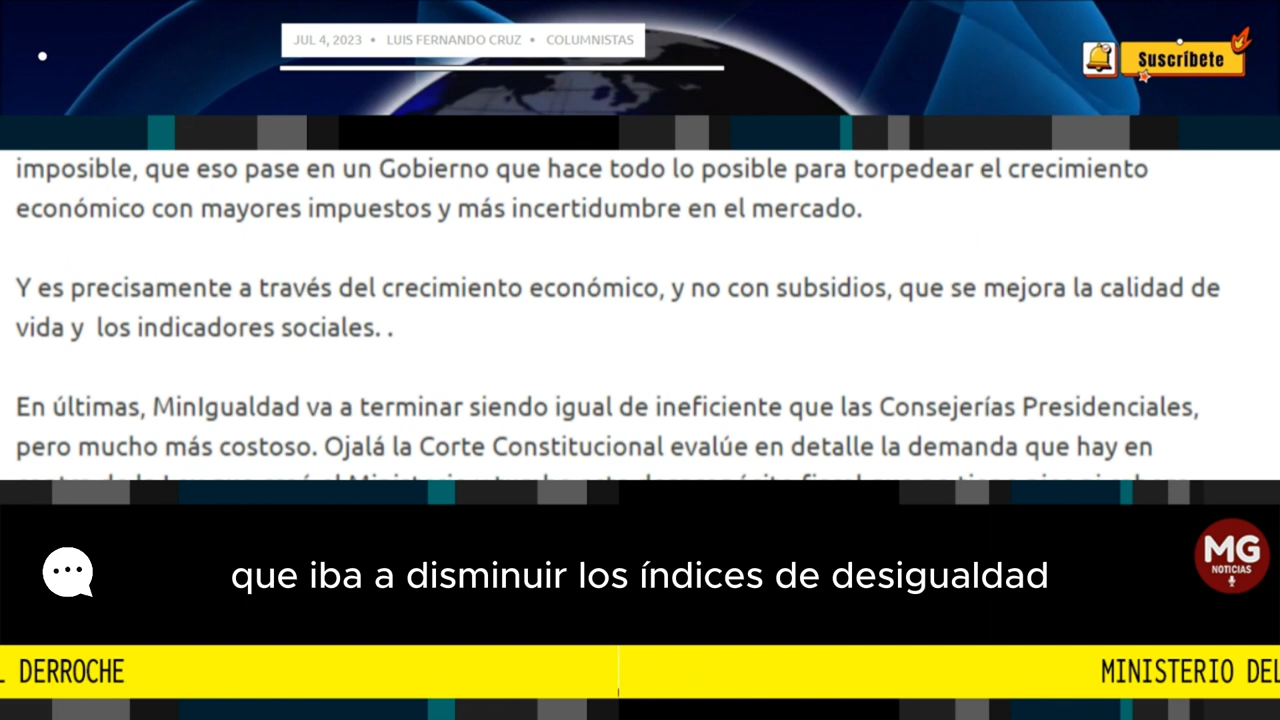 JUL 4, 2023 • LUIS FERNANDO CRUZ • COLUMNISTAS
Suscríbete
imposible, que eso pase en un Gobierno que hace todo lo posible para torpedear el crecimiento
económico con mayores impuestos y más incertidumbre en el mercado.
Y es precisamente a través del crecimiento económico, y no con subsidios, que se mejora la calidad de
vida y  los indicadores sociales. .
En últimas, MinIgualdad va a terminar siendo igual de ineficiente que las Consejerías Presidenciales,
pero mucho más costoso. Ojalá la Corte Constitucional evalúe en detalle la demanda que hay en
que iba a disminuir los índices de desigualdad
MG
NOTICIAS
L DERROCHE
MINISTERIO DEL